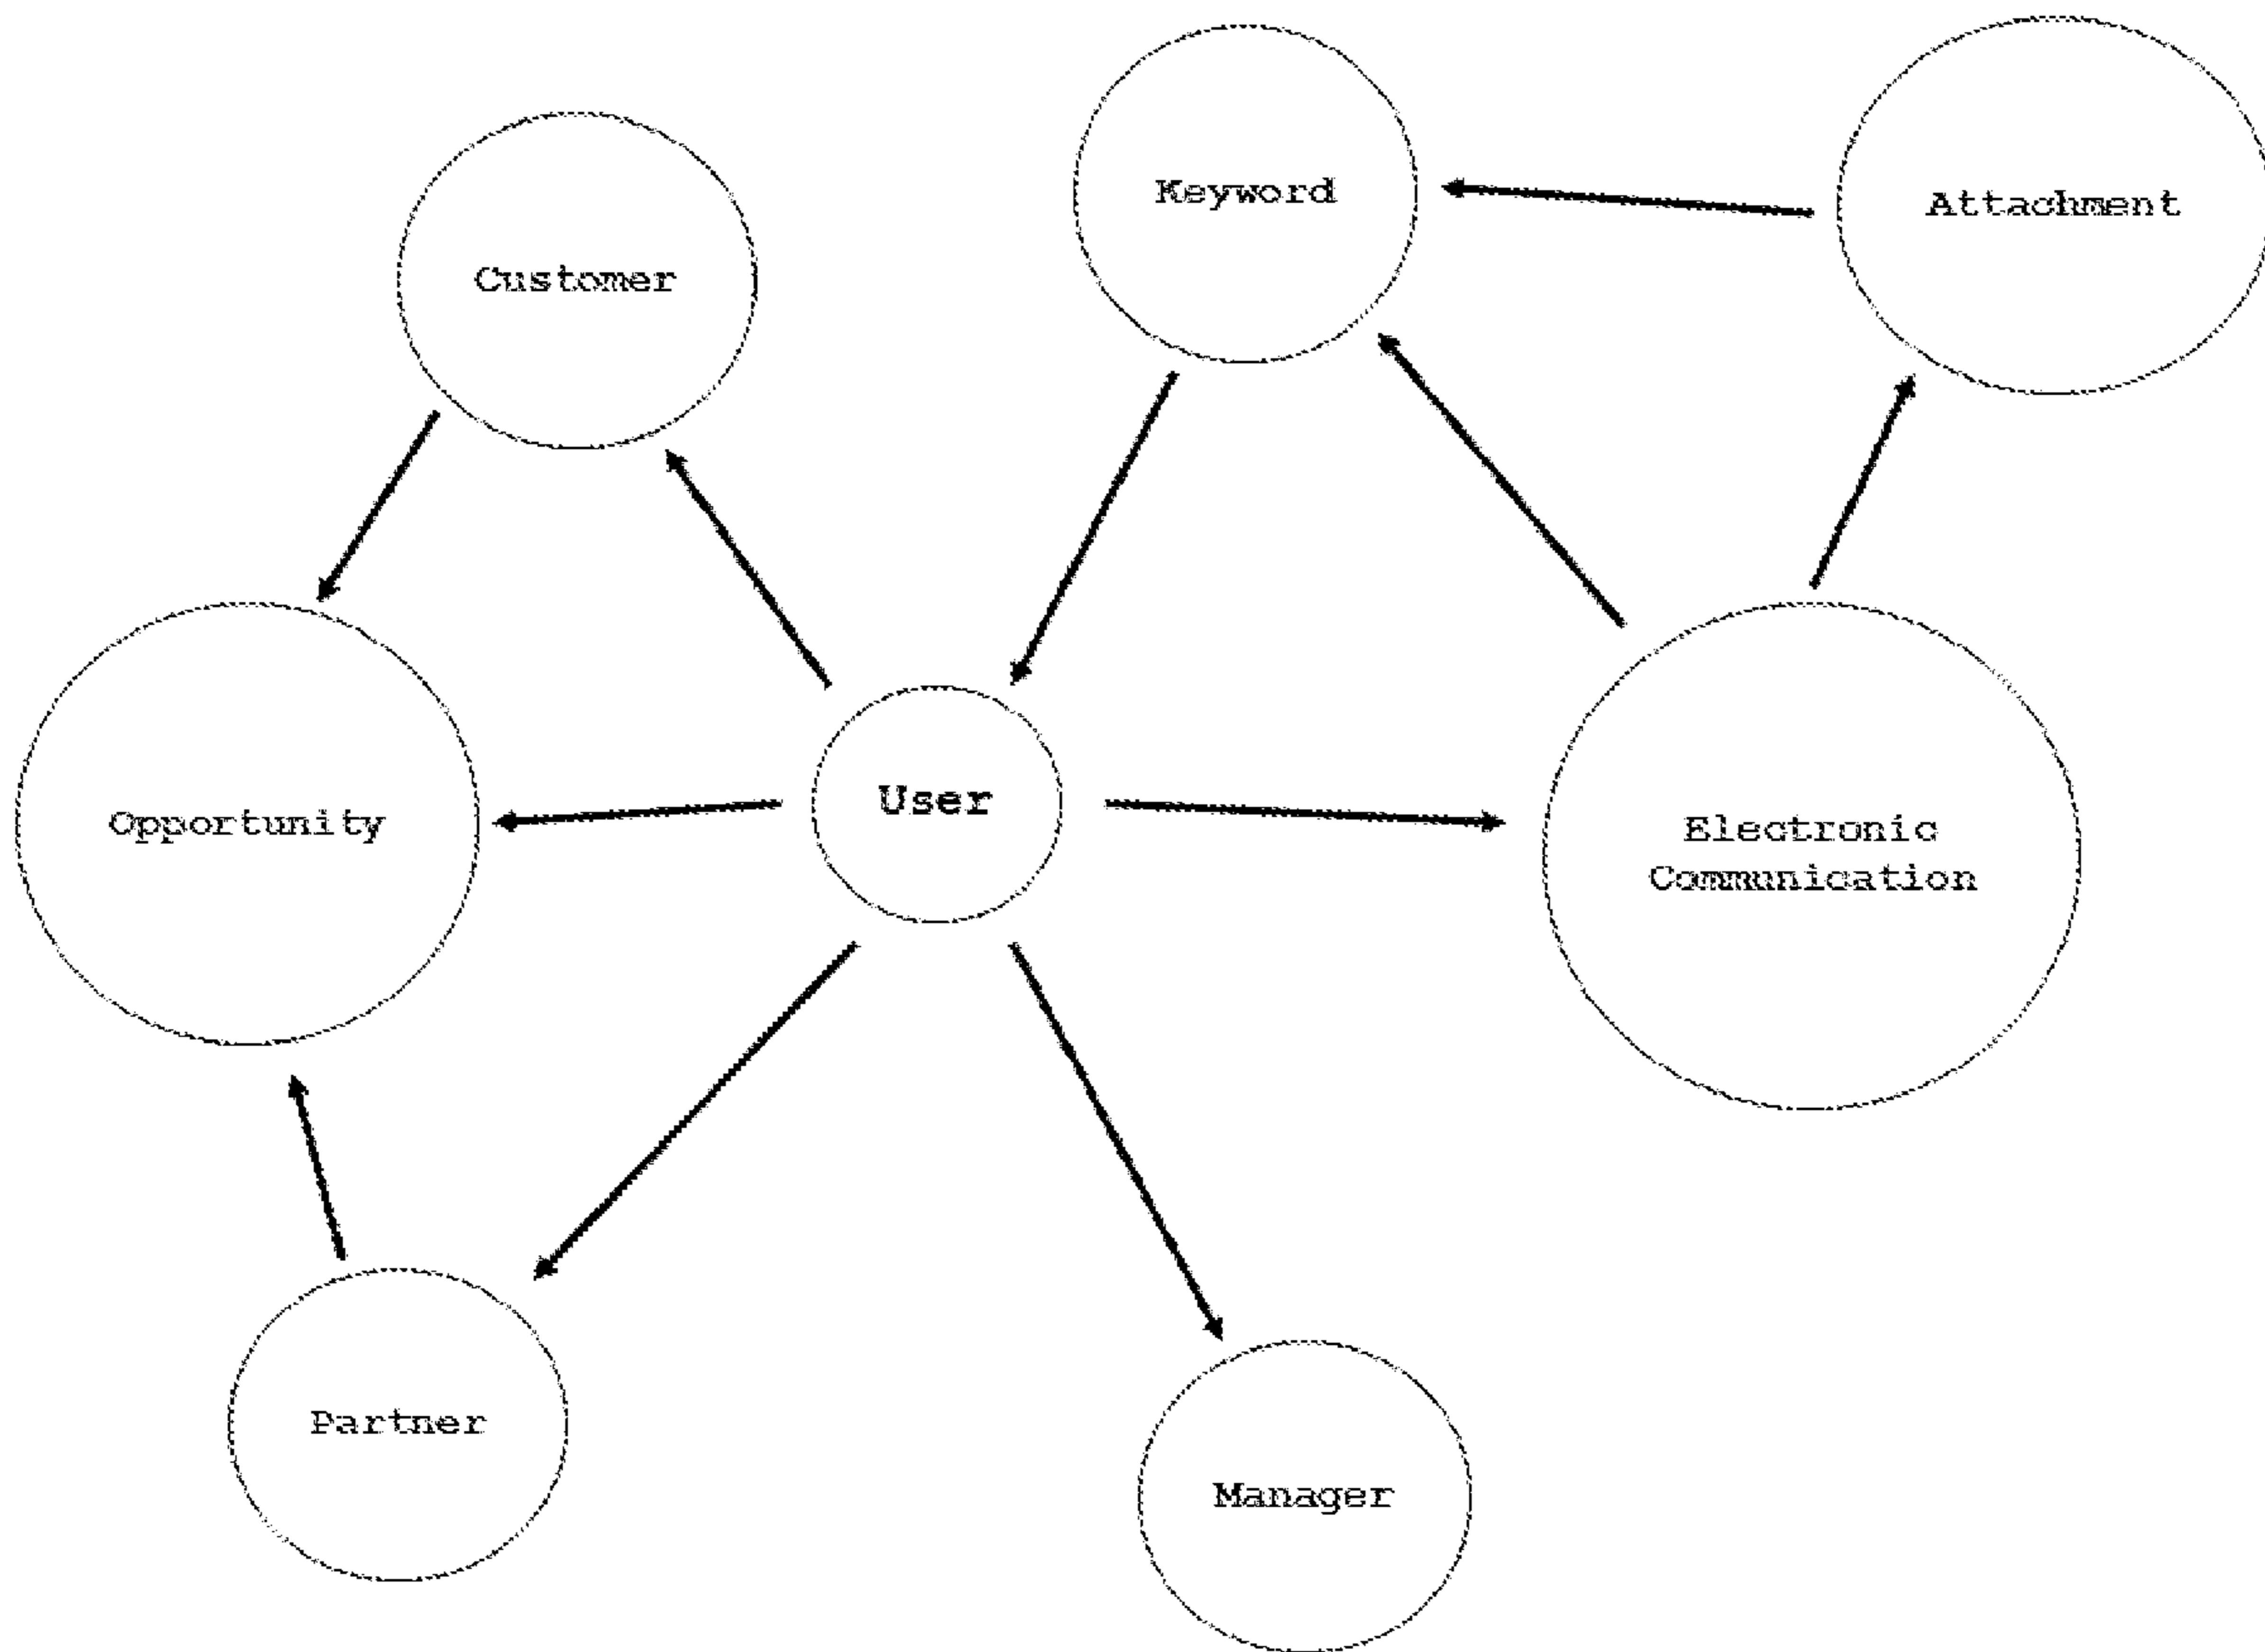 Keyword
Attachment
Customer
User
Opportunity
Electronic
Communication
Partner
Manager